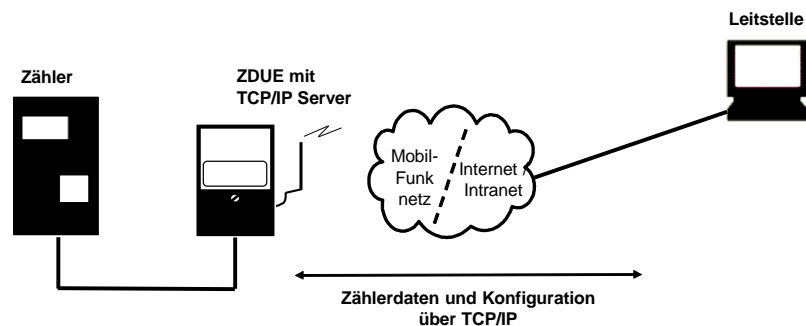 Leitstelle
Zähler
ZDUE mit
TCP/IP Server
Mobil-
Funk
netz
Internet /
Intranet
Zählerdaten und Konfiguration
über TCP/IP